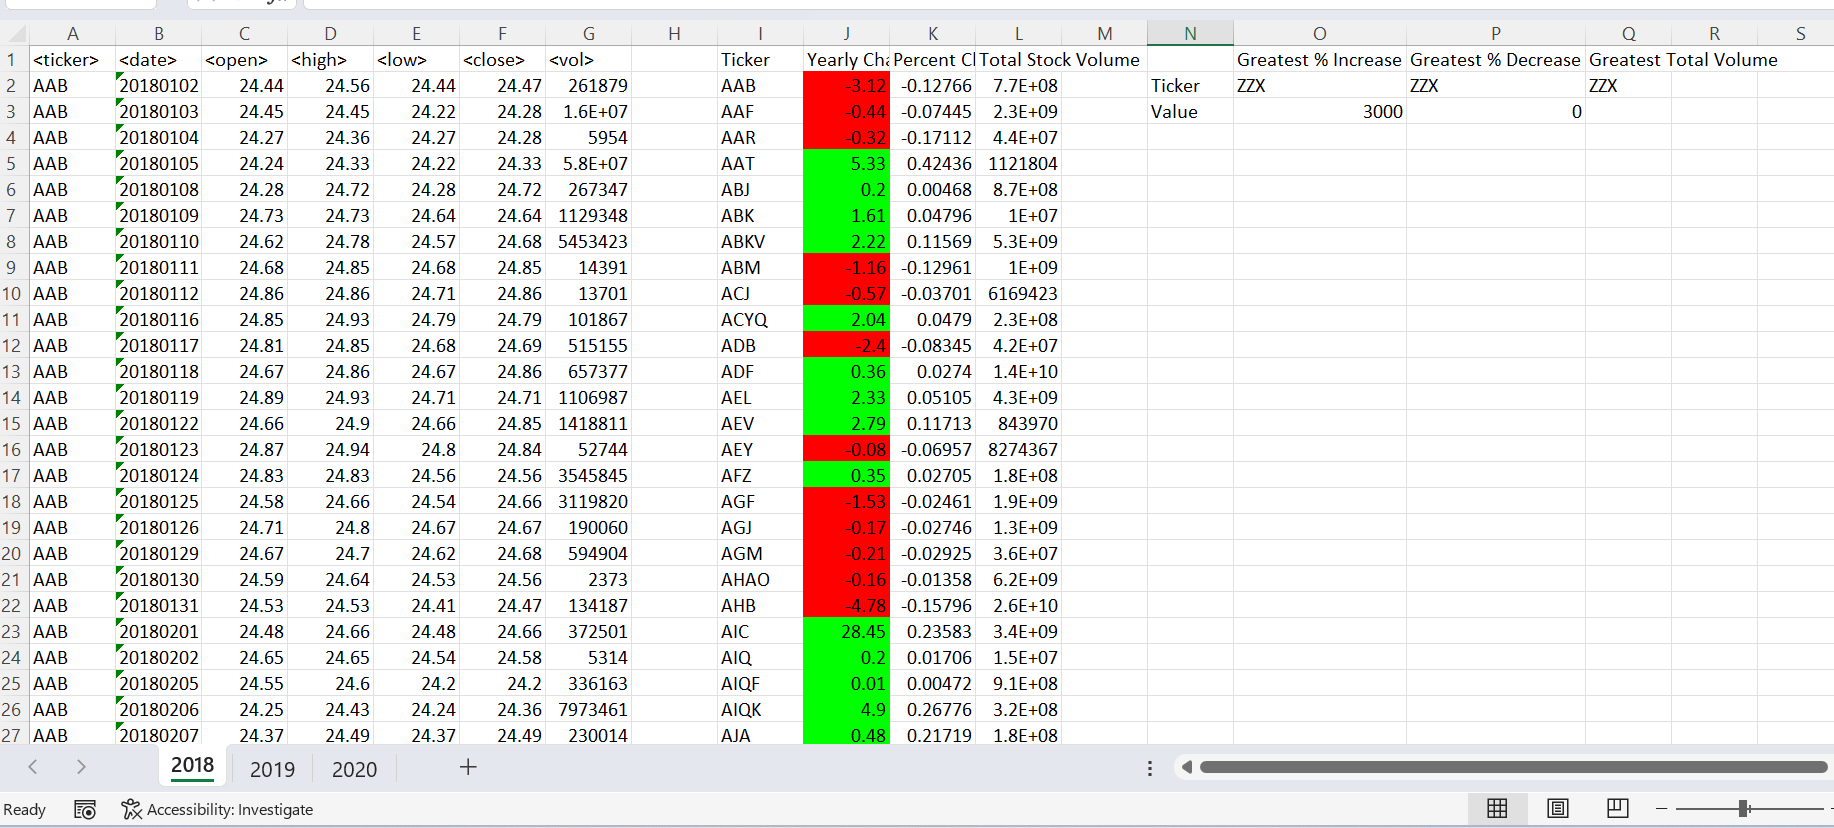 A B C D E F G H I J K L M N O P Q R S
1 <ticker> <date> <open> <high> <low> <close> <vol> Ticker Yearly Cha Percent Cl Total Stock Volume Greatest % Increase Greatest % Decrease Greatest Total Volume
2 AAB 20180102 24.44 24.56 24.44 24.47 261879 AAB -3.12 -0.12766 7.7E+08 Ticker ZZX ZZX ZZX
3 AAB 20180103 24.45 24.45 24.22 24.28 1.6E+07 AAF -0.44 -0.07445 2.3E+09 Value 3000 0
4 AAB 20180104 24.27 24.36 24.27 24.28 5954 AAR -0.32 -0.17112 4.4E+07
5 AAB 20180105 24.24 24.33 24.22 24.33 5.8E+07 AAT 5.33 0.42436 1121804
6 AAB 20180108 24.28 24.72 24.28 24.72 267347 ABJ 0.2 0.00468 8.7E+08
7 AAB 20180109 24.73 24.73 24.64 24.64 1129348 ABK 1.61 0.04796 1E+07
8 AAB 20180110 24.62 24.78 24.57 24.68 5453423 ABKV 2.22 0.11569 5.3E+09
9 AAB 20180111 24.68 24.85 24.68 24.85 14391 ABM -1.16 -0.12961 1E+09
10 AAB 20180112 24.86 24.86 24.71 24.86 13701 ACJ -0.57 -0.03701 6169423
11 AAB 20180116 24.85 24.93 24.79 24.79 101867 ACYQ 2.04 0.0479 2.3E+08
12 AAB 20180117 24.81 24.85 24.68 24.69 515155 ADB -2.4 -0.08345 4.2E+07
13 AAB 20180118 24.67 24.86 24.67 24.86 657377 ADF 0.36 0.0274 1.4E+10
14 AAB 20180119 24.89 24.93 24.71 24.71 1106987 AEL 2.33 0.05105 4.3E+09
15 AAB 20180122 24.66 24.9 24.66 24.85 1418811 AEV 2.79 0.11713 843970
16 AAB 20180123 24.87 24.94 24.8 24.84 52744 AEY -0.08 -0.06957 8274367
17 AAB 20180124 24.83 24.83 24.56 24.56 3545845 AFZ 0.35 0.02705 1.8E+08
18 AAB 20180125 24.58 24.66 24.54 24.66 3119820 AGF -1.53 -0.02461 1.9E+09
19 AAB 20180126 24.71 24.8 24.67 24.67 190060 AGJ -0.17 -0.02746 1.3E+09
20 AAB 20180129 24.67 24.7 24.62 24.68 594904 AGM -0.21 -0.02925 3.6E+07
21 AAB 20180130 24.59 24.64 24.53 24.56 2373 AHAO -0.16 -0.01358 6.2E+09
22 AAB 20180131 24.53 24.53 24.41 24.47 134187 AHB -4.78 -0.15796 2.6E+10
23 AAB 20180201 24.48 24.66 24.48 24.66 372501 AIC 28.45 0.23583 3.4E+09
24 AAB 20180202 24.65 24.65 24.54 24.58 5314 AIQ 0.2 0.01706 1.5E+07
25 AAB 20180205 24.55 24.6 24.2 24.2 336163 AIQF 0.01 0.00472 9.1E+08
26 AAB 20180206 24.25 24.43 24.24 24.36 7973461 AIQK 4.9 0.26776 3.2E+08
27 AAB 20180207 24.37 24.49 24.37 24.49 230014 AJA 0.48 0.21719 1.8E+08
2018 2019 2020
Ready Accessibility: Investigate